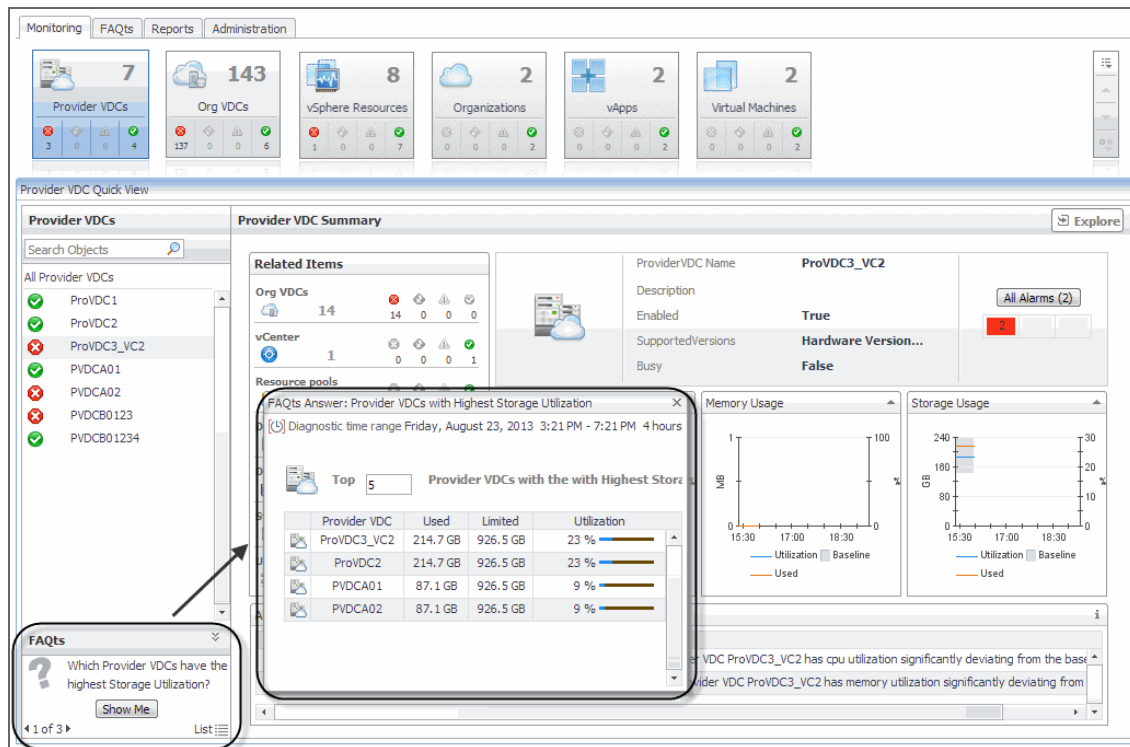 Monitoring FAQts Reports Administration
7 143 8 2 2 2
Provider VDCs Org VDCs vSphere Resources Organizations vApps Virtual Machines
3 0 0 4 137 0 0 6 1 0 0 7 0 0 0 2 0 0 0 2 0 0 0 2
Provider VDC Quick View
Provider VDCs
Search Objects
All Provider VDCs
ProVDC1
ProVDC2
ProVDC3_VC2
PVDCA01
PVDCA02
PVDCB0123
PVDCB01234
Provider VDC Summary
Explore
Related Items
Org VDCs
14 14 0 0 0
vCenter
1 0 0 0 1
Resource pools
ProviderVDC Name ProVDC3_VC2
Description
Enabled True
SupportedVersions Hardware Version...
Busy False
All Alarms (2)
2
FAQts Answer: Provider VDCs with Highest Storage Utilization
Diagnostic time range Friday, August 23, 2013 3:21 PM - 7:21 PM 4 hours
Top 5 Provider VDCs with the with Highest Stora
Provider VDC Used Limited Utilization
ProVDC3_VC2 214.7 GB 926.5 GB 23 %
ProVDC2 214.7 GB 926.5 GB 23 %
PVDCA01 87.1 GB 926.5 GB 9 %
PVDCA02 87.1 GB 926.5 GB 9 %
Memory Usage
1 100
MB %
0 0
15:30 17:00 18:30
Utilization Baseline
Used
Storage Usage
240 30
160 20
GB %
80 10
0 0
15:30 17:00 18:30
Utilization Baseline
Used
VDC ProVDC3_VC2 has cpu utilization significantly deviating from the base
vider VDC ProVDC3_VC2 has memory utilization significantly deviating from
FAQts
Which Provider VDCs have the
highest Storage Utilization?
Show Me
1 of 3 List